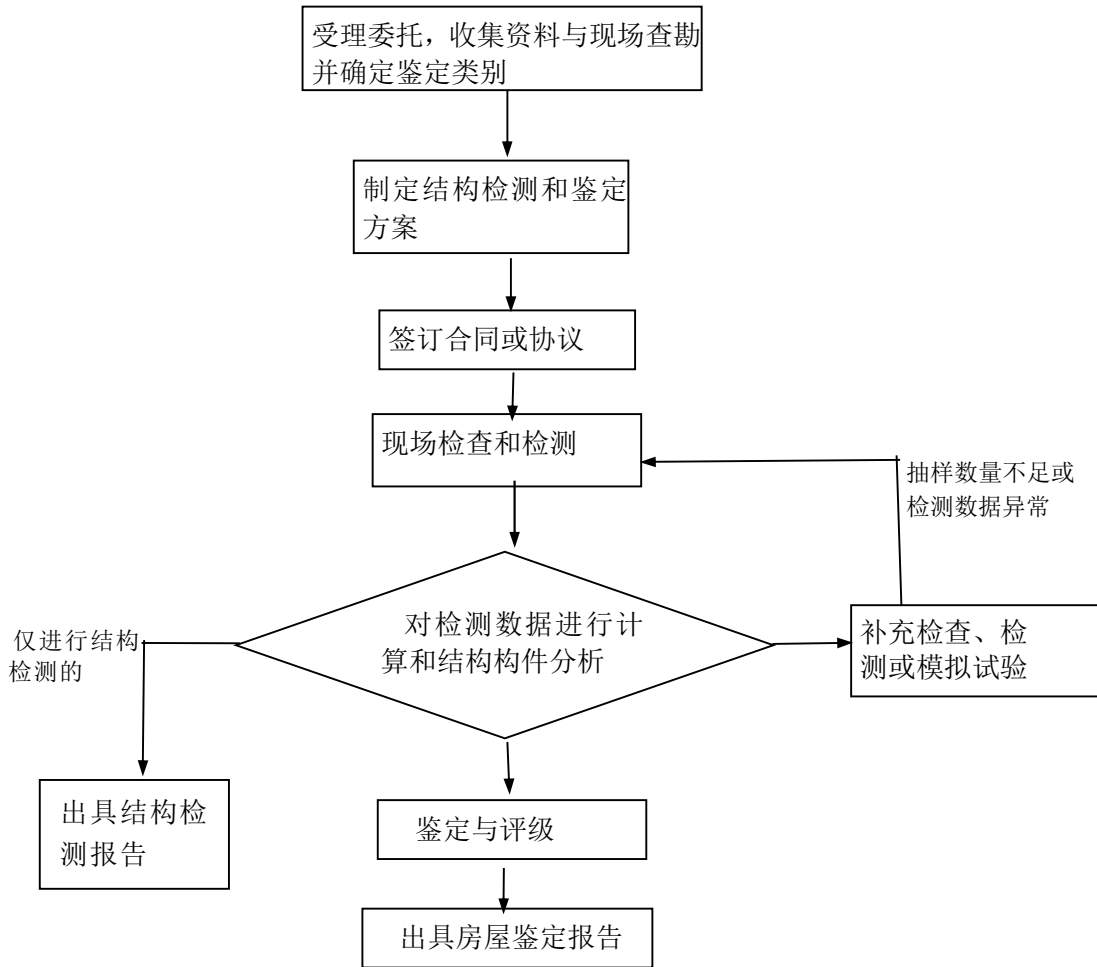 受理委托，收集资料与现场查勘
并确定鉴定类别
制定结构检测和鉴定
方案
签订合同或协议
现场检查和检测
抽样数量不足或
检测数据异常
对检测数据进行计
算和结构构件分析
仅进行结构
检测的
补充检查、检
测或模拟试验
出具结构检
测报告
鉴定与评级
出具房屋鉴定报告